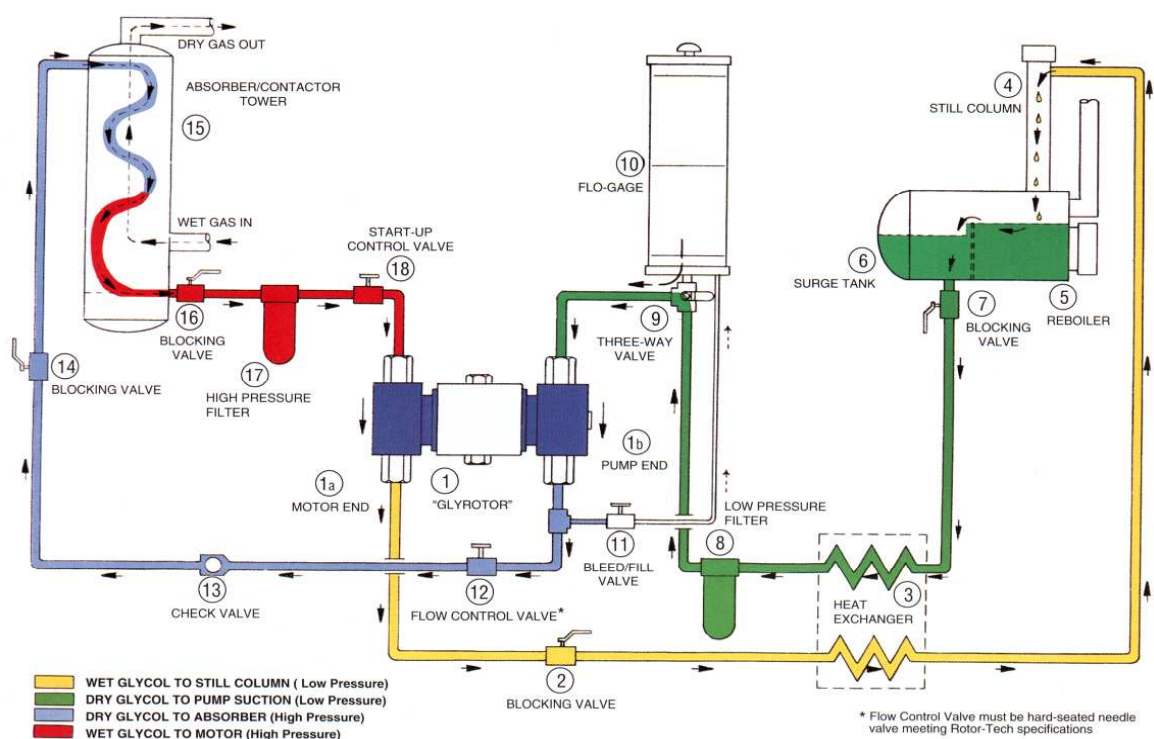 DRY GAS OUT
ABSORBER/CONTACTOR
TOWER
15
WET GAS IN
START-UP
CONTROL VALVE
18
16
BLOCKING
VALVE
17
HIGH PRESSURE
FILTER
14
BLOCKING VALVE
10
FLO-GAGE
9
THREE-WAY
VALVE
4
STILL COLUMN
6
SURGE TANK
7
BLOCKING
VALVE
5
REBOILER
1a
MOTOR END
1
"GLYROTOR"
1b
PUMP END
LOW PRESSURE
FILTER
8
11
BLEED/FILL
VALVE
12
FLOW CONTROL VALVE*
13
CHECK VALVE
3
HEAT
EXCHANGER
2
BLOCKING VALVE
WET GLYCOL TO STILL COLUMN ( Low Pressure)
DRY GLYCOL TO PUMP SUCTION (Low Pressure)
DRY GLYCOL TO ABSORBER (High Pressure)
WET GLYCOL TO MOTOR (High Pressure)
* Flow Control Valve must be hard-seated needle
valve meeting Rotor-Tech specifications